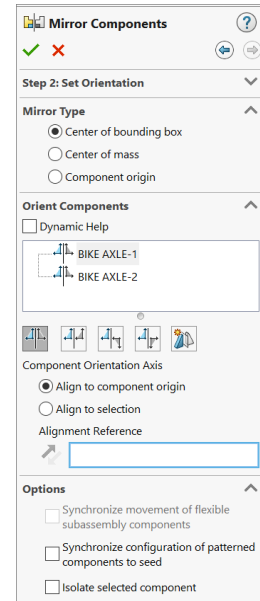 Mirror Components
?
Step 2: Set Orientation
Mirror Type
Center of bounding box
Center of mass
Component origin
Orient Components
Dynamic Help
BIKE AXLE-1
BIKE AXLE-2
Component Orientation Axis
Align to component origin
Align to selection
Alignment Reference
Options
Synchronize movement of flexible
subassembly components
Synchronize configuration of patterned
components to seed
Isolate selected component